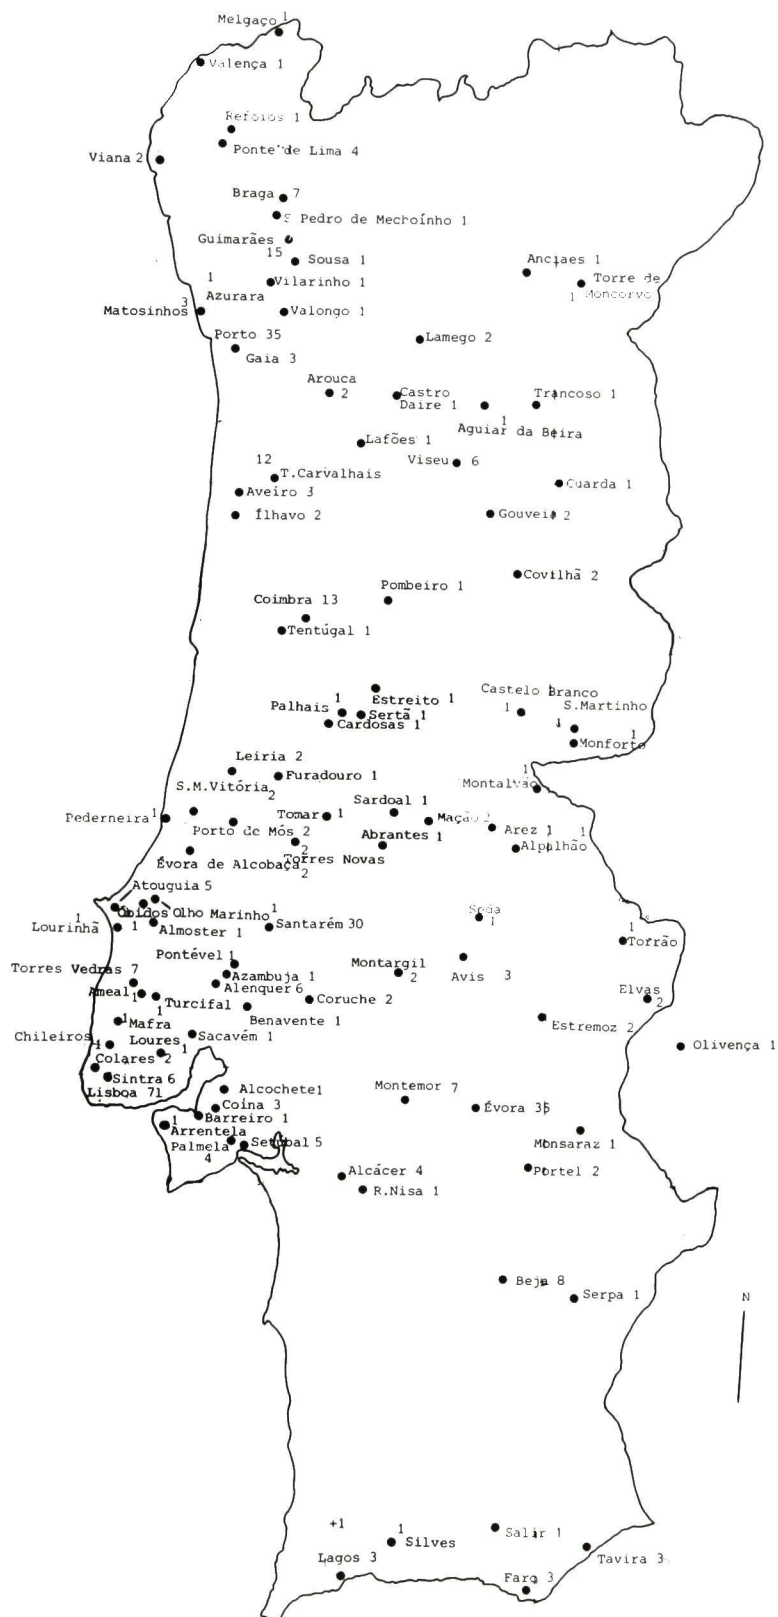 Melgaço 1
Valença 1
Refoios 1
Ponte de Lima 4
Viana 2
Braga 7
S Pedro de Mechoínho 1
Guimarães
15
Sousa 1
Anciaes 1
Torre de
1 Moncorvo
Vilarinho 1
1
Azurara
Matosinhos 3
Valongo 1
Porto 35
Gaia 3
Lamego 2
Arouca
2
Castro
Daire 1
Trancoso 1
1
Aguiar da Beira
Lafões 1
Viseu 6
12
T.Carvalhais
Aveiro 3
Guarda 1
Ílhavo 2
Gouveia 2
Covilhã 2
Pombeiro 1
Coimbra 13
Tentúgal 1
Estreito 1
Castelo Branco
1
S.Martinho
1
Palhais 1
Sertã 1
Cardosas 1
Monforto 1
Leiria 2
Furadouro 1
Montalvão 1
S.M.Vitória 2
Sardoal 1
Pederneira 1
Tomar 1
Mação 2
Porto de Mós 2
Arez 1
1
Alpalhão
Abrantes 1
2
Torres Novas
Évora de Alcobaça
2
Atouguia 5
Óbidos
Olho Marinho 1
1
Lourinhã
1
Almoster 1
Santarém 30
Seda
1
1
Torrão
Pontével 1
Torres Vedras 7
Azambuja 1
Montargil
2
Avis 3
Ameal 1
Alenquer 6
Turcifal
1
Coruche 2
Elvas
2
Benavente 1
Estremoz 2
1 Mafra
Chileiros 1
Loures 1
Sacavém 1
Olivença 1
Colares 2
Sintra 6
Lisboa 71
Alcochete 1
Montemor 7
Coina 3
Évora 36
Barreiro 1
1
Arrentela
Palmela
4
Setubal 5
Monsaraz 1
Alcácer 4
Portel 2
R.Nisa 1
Beja 8
Serpa 1
N
+1
1
Silves
Salir 1
Tavira 3
Lagos 3
Faro 3